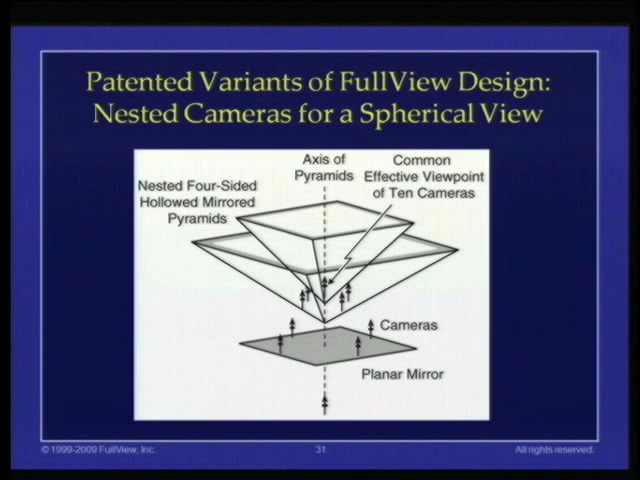 Patented Variants of FullView Design:
Nested Cameras for a Spherical View
Axis of
Pyramids
Common
Effective Viewpoint
of Ten Cameras
Nested Four-Sided
Hollowed Mirrored
Pyramids
Cameras
Planar Mirror
© 1999-2009 FullView, Inc.
31
All rights reserved.